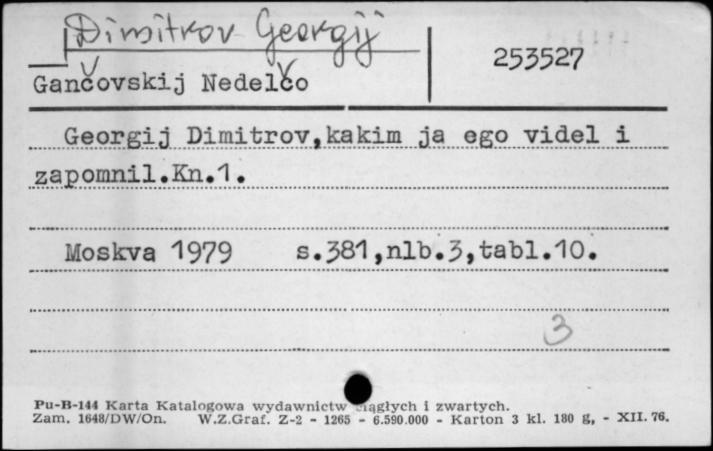 Dimitrov Georgij
253527
Gančovskij Nedelčo
Georgij Dimitrov,kakim ja ego videl i
zapomnil.Kn.1.
Moskva 1979 s.381,nlb.3,tabl.10.
3
Pu-B-144 Karta Katalogowa wydawnictw ciągłych i zwartych.
Zam. 1648/DW/On. W.Z.Graf. Z-2 - 1265 - 6.590.000 - Karton 3 kl. 180 g, - XII. 76.